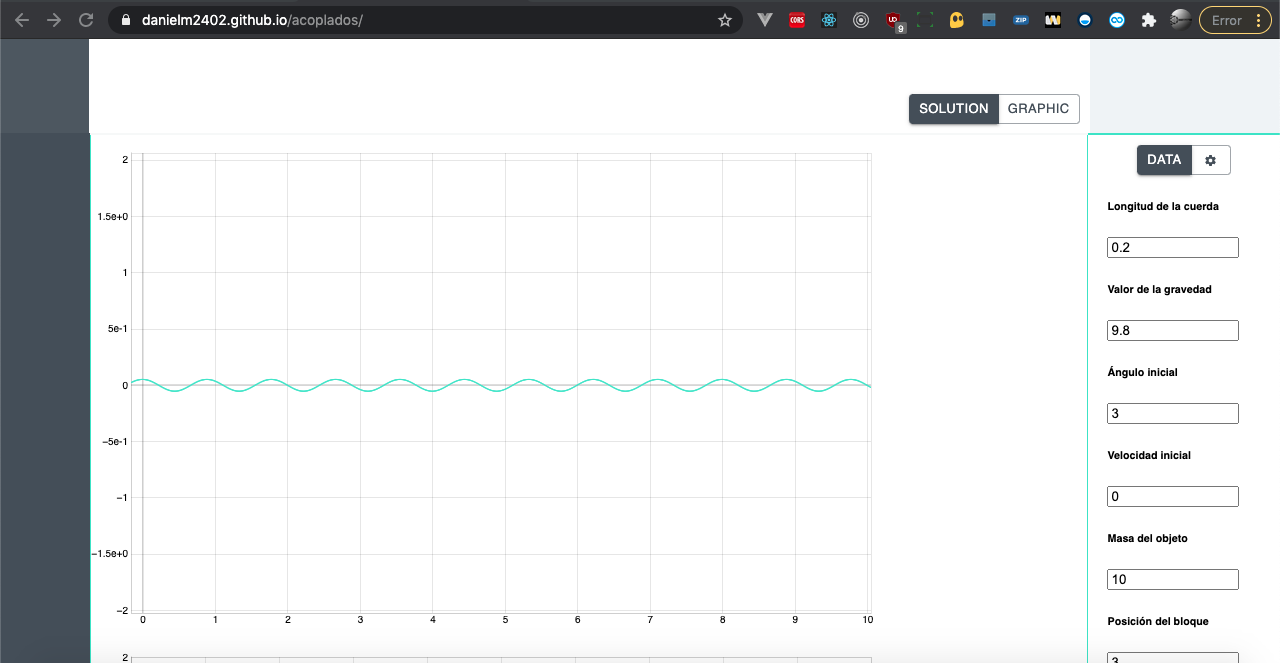 danielm2402.github.io/acoplados/
CORS
UD
9
ZIP
W
Error
SOLUTION
GRAPHIC
DATA
2
1.5e+0
1
5e-1
0
−5e-1
−1
−1.5e+0
−2
0 1 2 3 4 5 6 7 8 9 10
2
Longitud de la cuerda
0.2
Valor de la gravedad
9.8
Ángulo inicial
3
Velocidad inicial
0
Masa del objeto
10
Posición del bloque
3